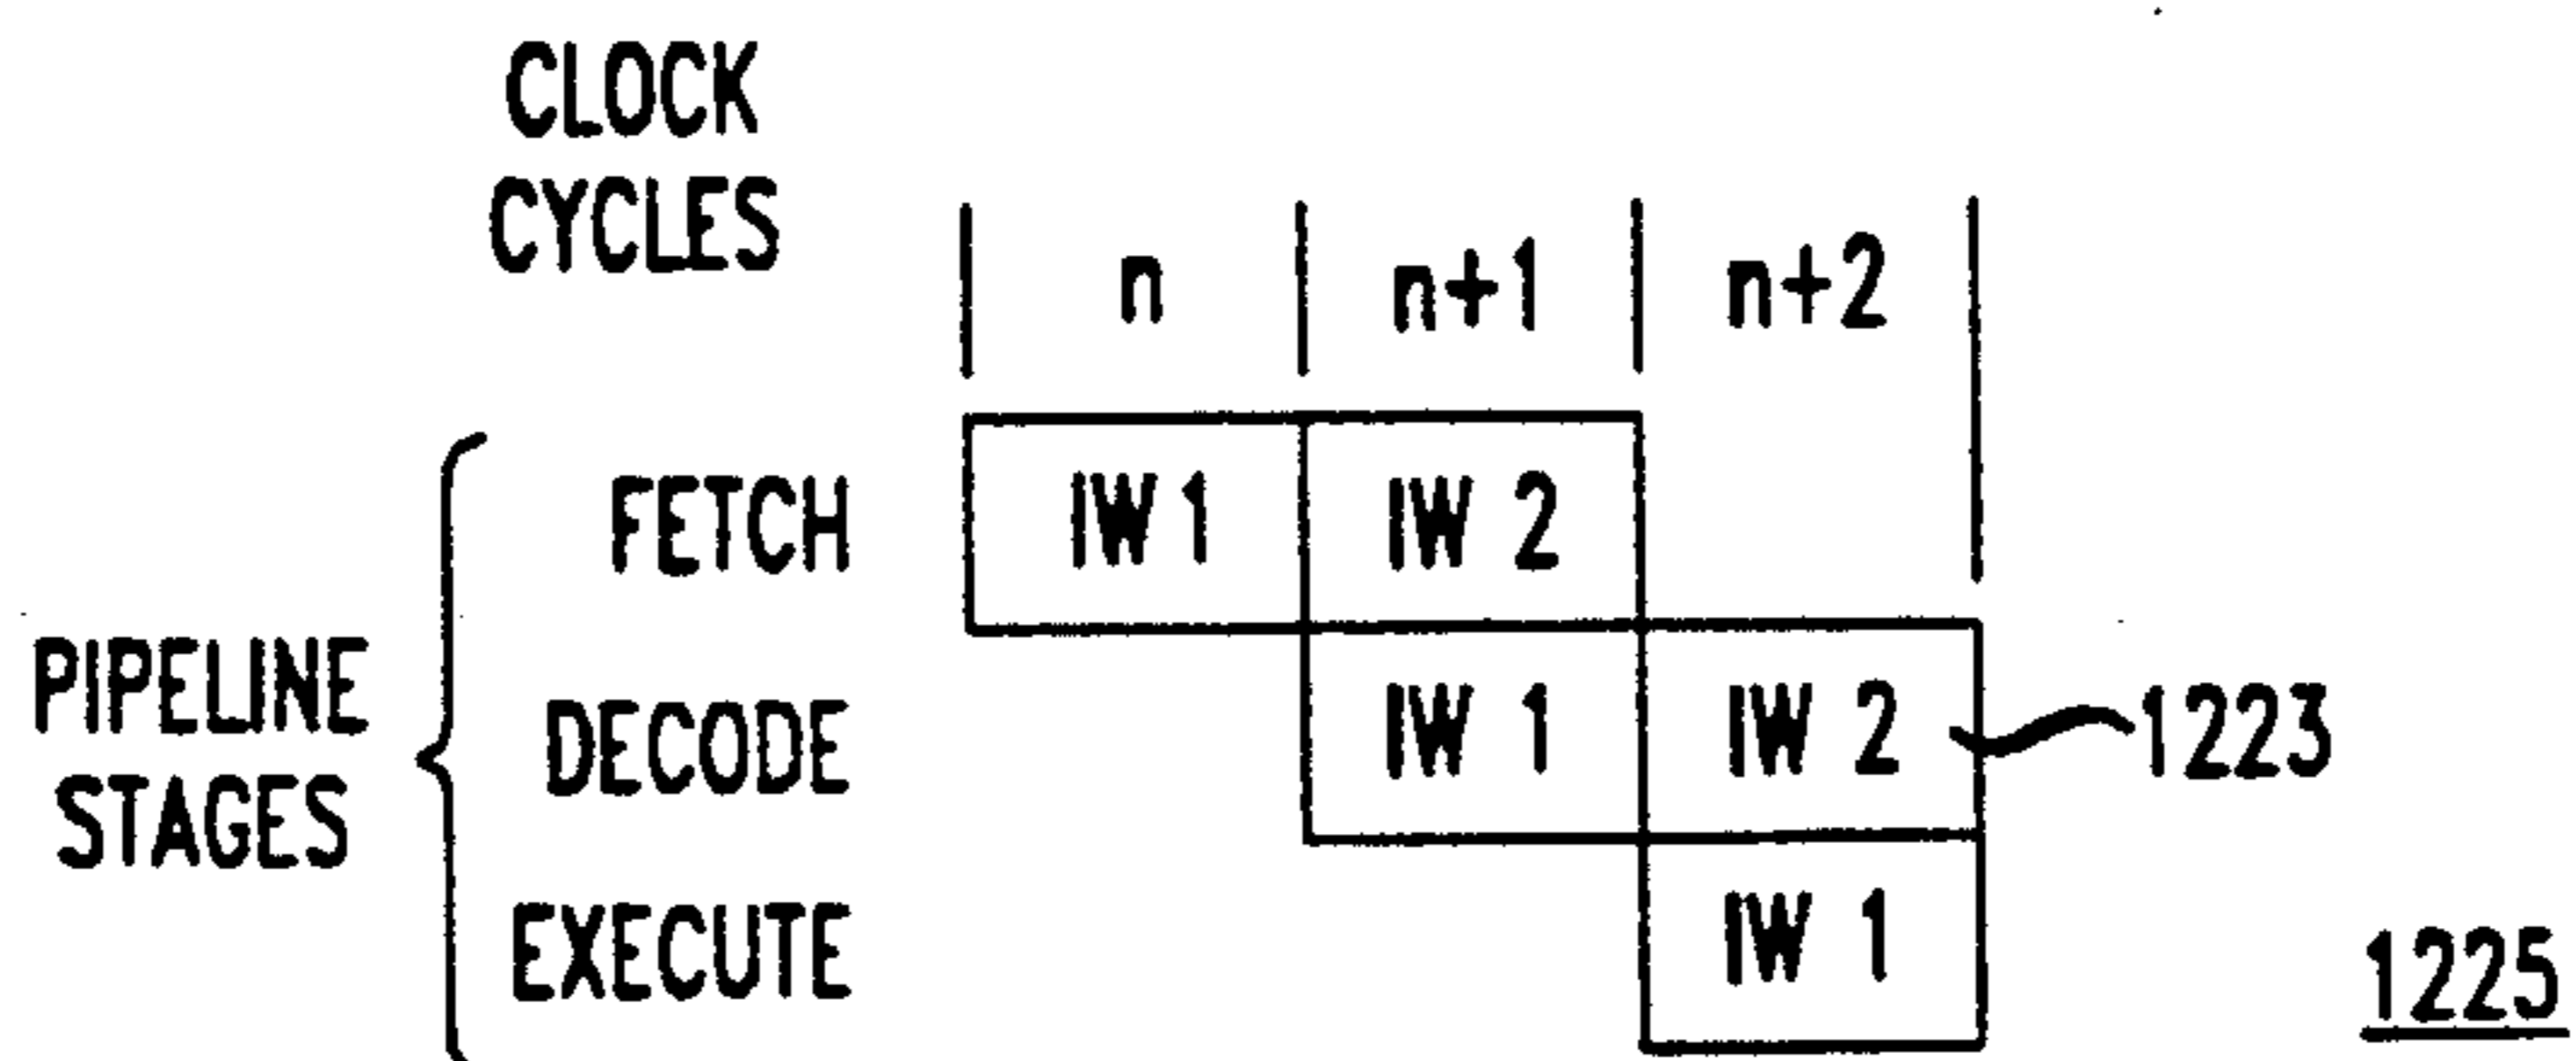 CLOCK
CYCLES
n n+1 n+2
FETCH IW 1 IW 2
PIPELINE
STAGES
DECODE IW 1 IW 2 1223
EXECUTE IW 1
1225